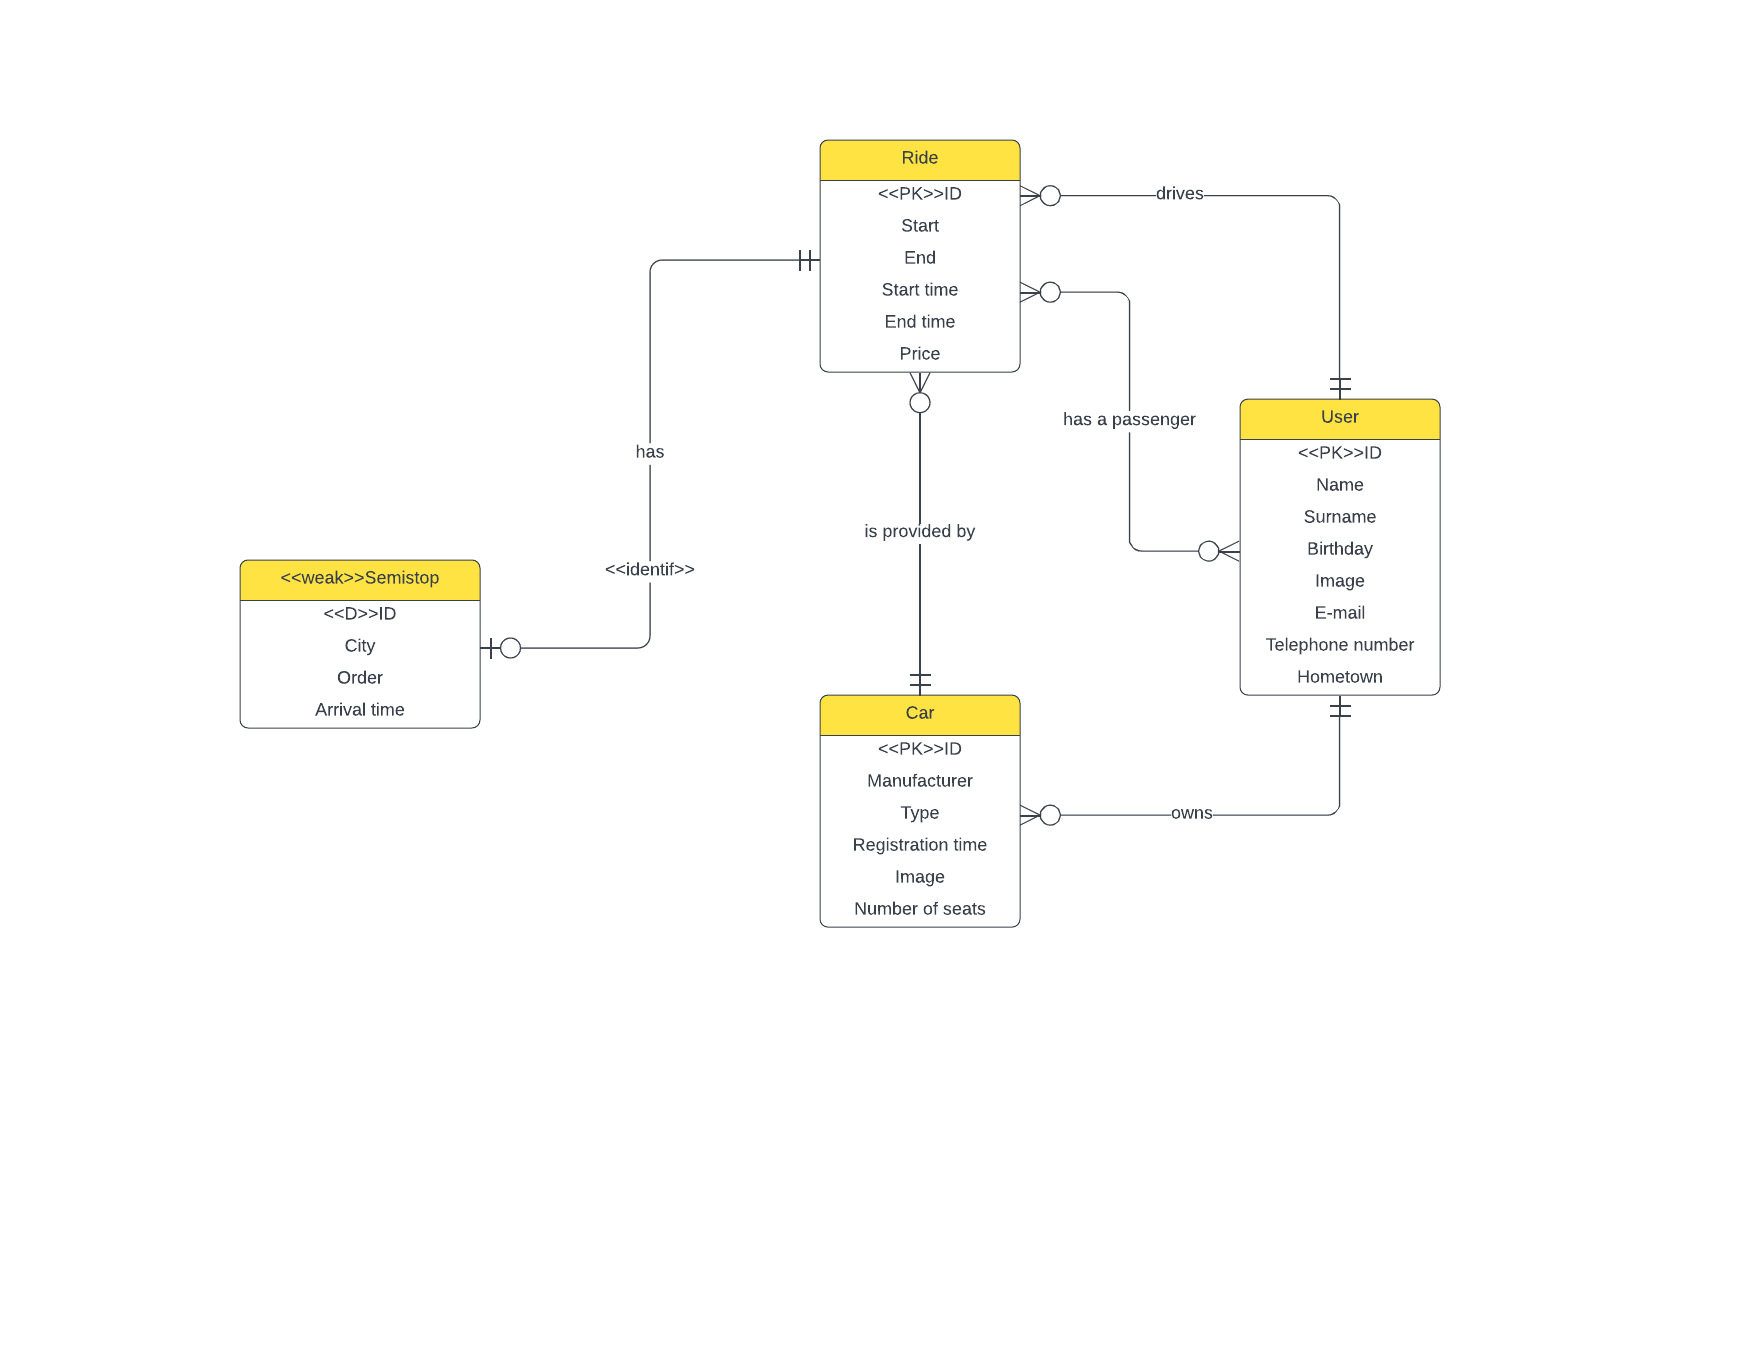 Ride
<<PK>>ID
Start
End
Start time
End time
Price
drives
has a passenger
has
<<identif>>
is provided by
User
<<PK>>ID
Name
Surname
Birthday
Image
E-mail
Telephone number
Hometown
<<weak>>Semistop
<<D>>ID
City
Order
Arrival time
Car
<<PK>>ID
Manufacturer
Type
Registration time
Image
Number of seats
owns